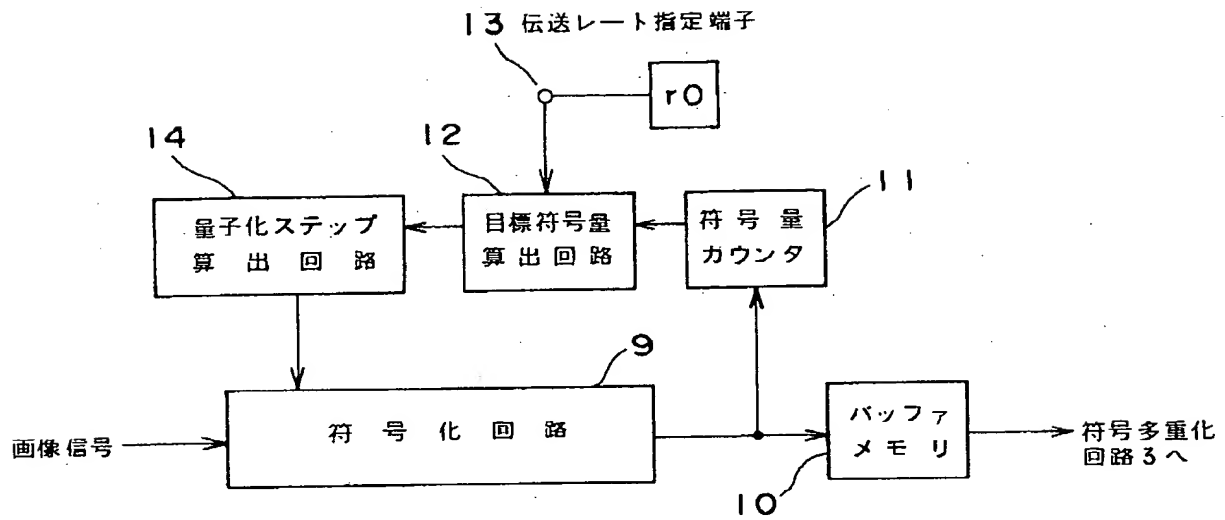 13 伝送レート指定端子
r0
14
12
11
量子化ステップ
算出回路
目標符号量
算出回路
符号量
カウンタ
9
画像信号
符号化回路
バッファ
メモリ
符号多重化
回路3へ
10